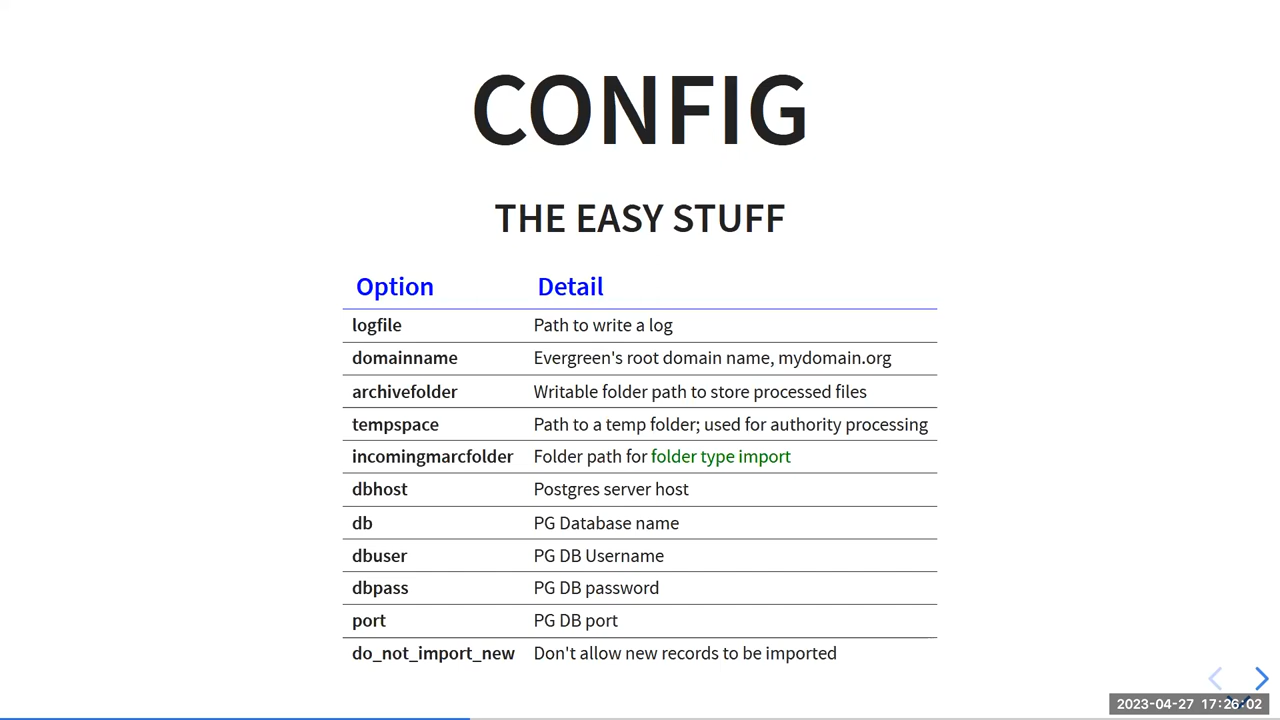 CONFIG
THE EASY STUFF
Option Detail
logfile Path to write a log
domainname Evergreen's root domain name, mydomain.org
archivefolder Writable folder path to store processed files
tempspace Path to a temp folder; used for authority processing
incomingmarcfolder Folder path for folder type import
dbhost Postgres server host
db PG Database name
dbuser PG DB Username
dbpass PG DB password
port PG DB port
do_not_import_new Don't allow new records to be imported
2023-04-27 17:26:02